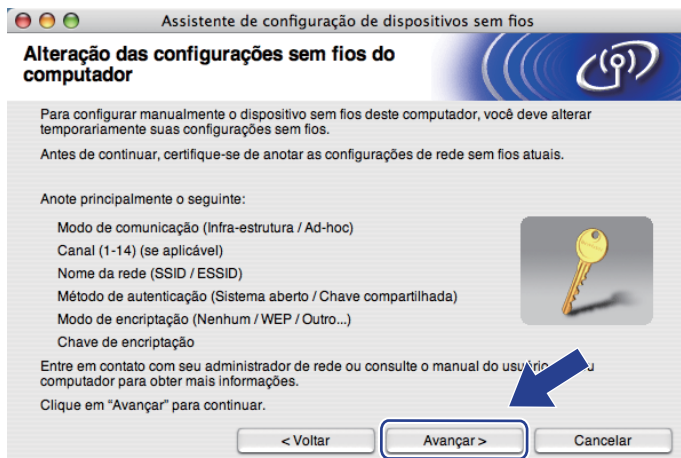 Assistente de configuração de dispositivos sem fios
Alteração das configurações sem fios do
computador
Para configurar manualmente o dispositivo sem fios deste computador, você deve alterar
temporariamente suas configurações sem fios.
Antes de continuar, certifique-se de anotar as configurações de rede sem fios atuais.
Anote principalmente o seguinte:
Modo de comunicação (Infra-estrutura / Ad-hoc)
Canal (1-14) (se aplicável)
Nome da rede (SSID / ESSID)
Método de autenticação (Sistema aberto / Chave compartilhada)
Modo de encriptação (Nenhum / WEP / Outro...)
Chave de encriptação
Entre em contato com seu administrador de rede ou consulte o manual do
computador para obter mais informações.
Clique em “Avançar” para continuar.
< Voltar
Avançar >
Cancelar